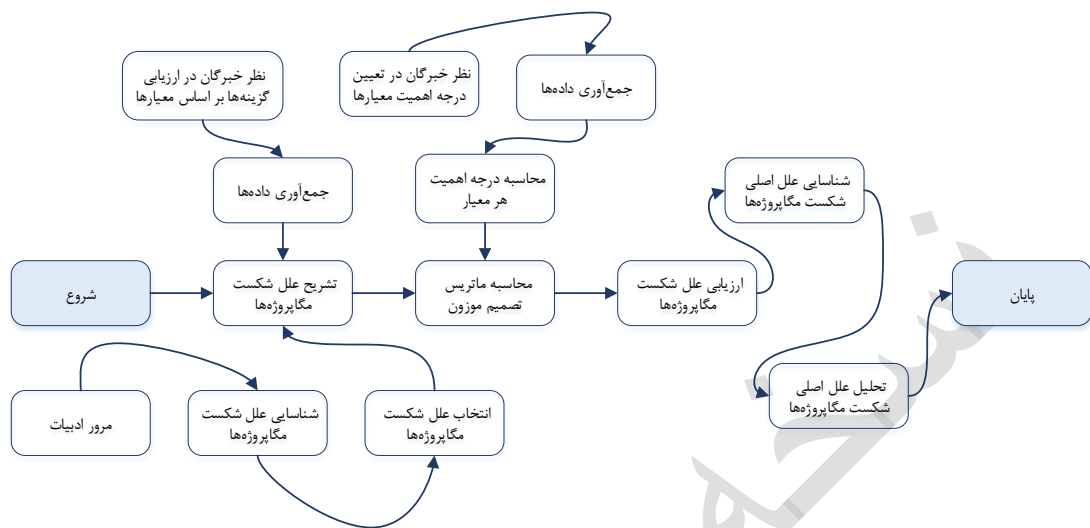 نظر خبرگان در ارزیابی
گزینه‌ها بر اساس معیارها
نظر خبرگان در تعیین
درجه اهمیت معیارها
جمع‌آوری داده‌ها
جمع‌آوری داده‌ها
محاسبه درجه اهمیت
هر معیار
شناسایی علل اصلی
شکست مگاپروژه‌ها
شروع
تشریح علل شکست
مگاپروژه‌ها
محاسبه ماتریس
تصمیم موزون
ارزیابی علل شکست
مگاپروژه‌ها
پایان
مرور ادبیات
شناسایی علل شکست
مگاپروژه‌ها
انتخاب علل شکست
مگاپروژه‌ها
تحلیل علل اصلی
شکست مگاپروژه‌ها